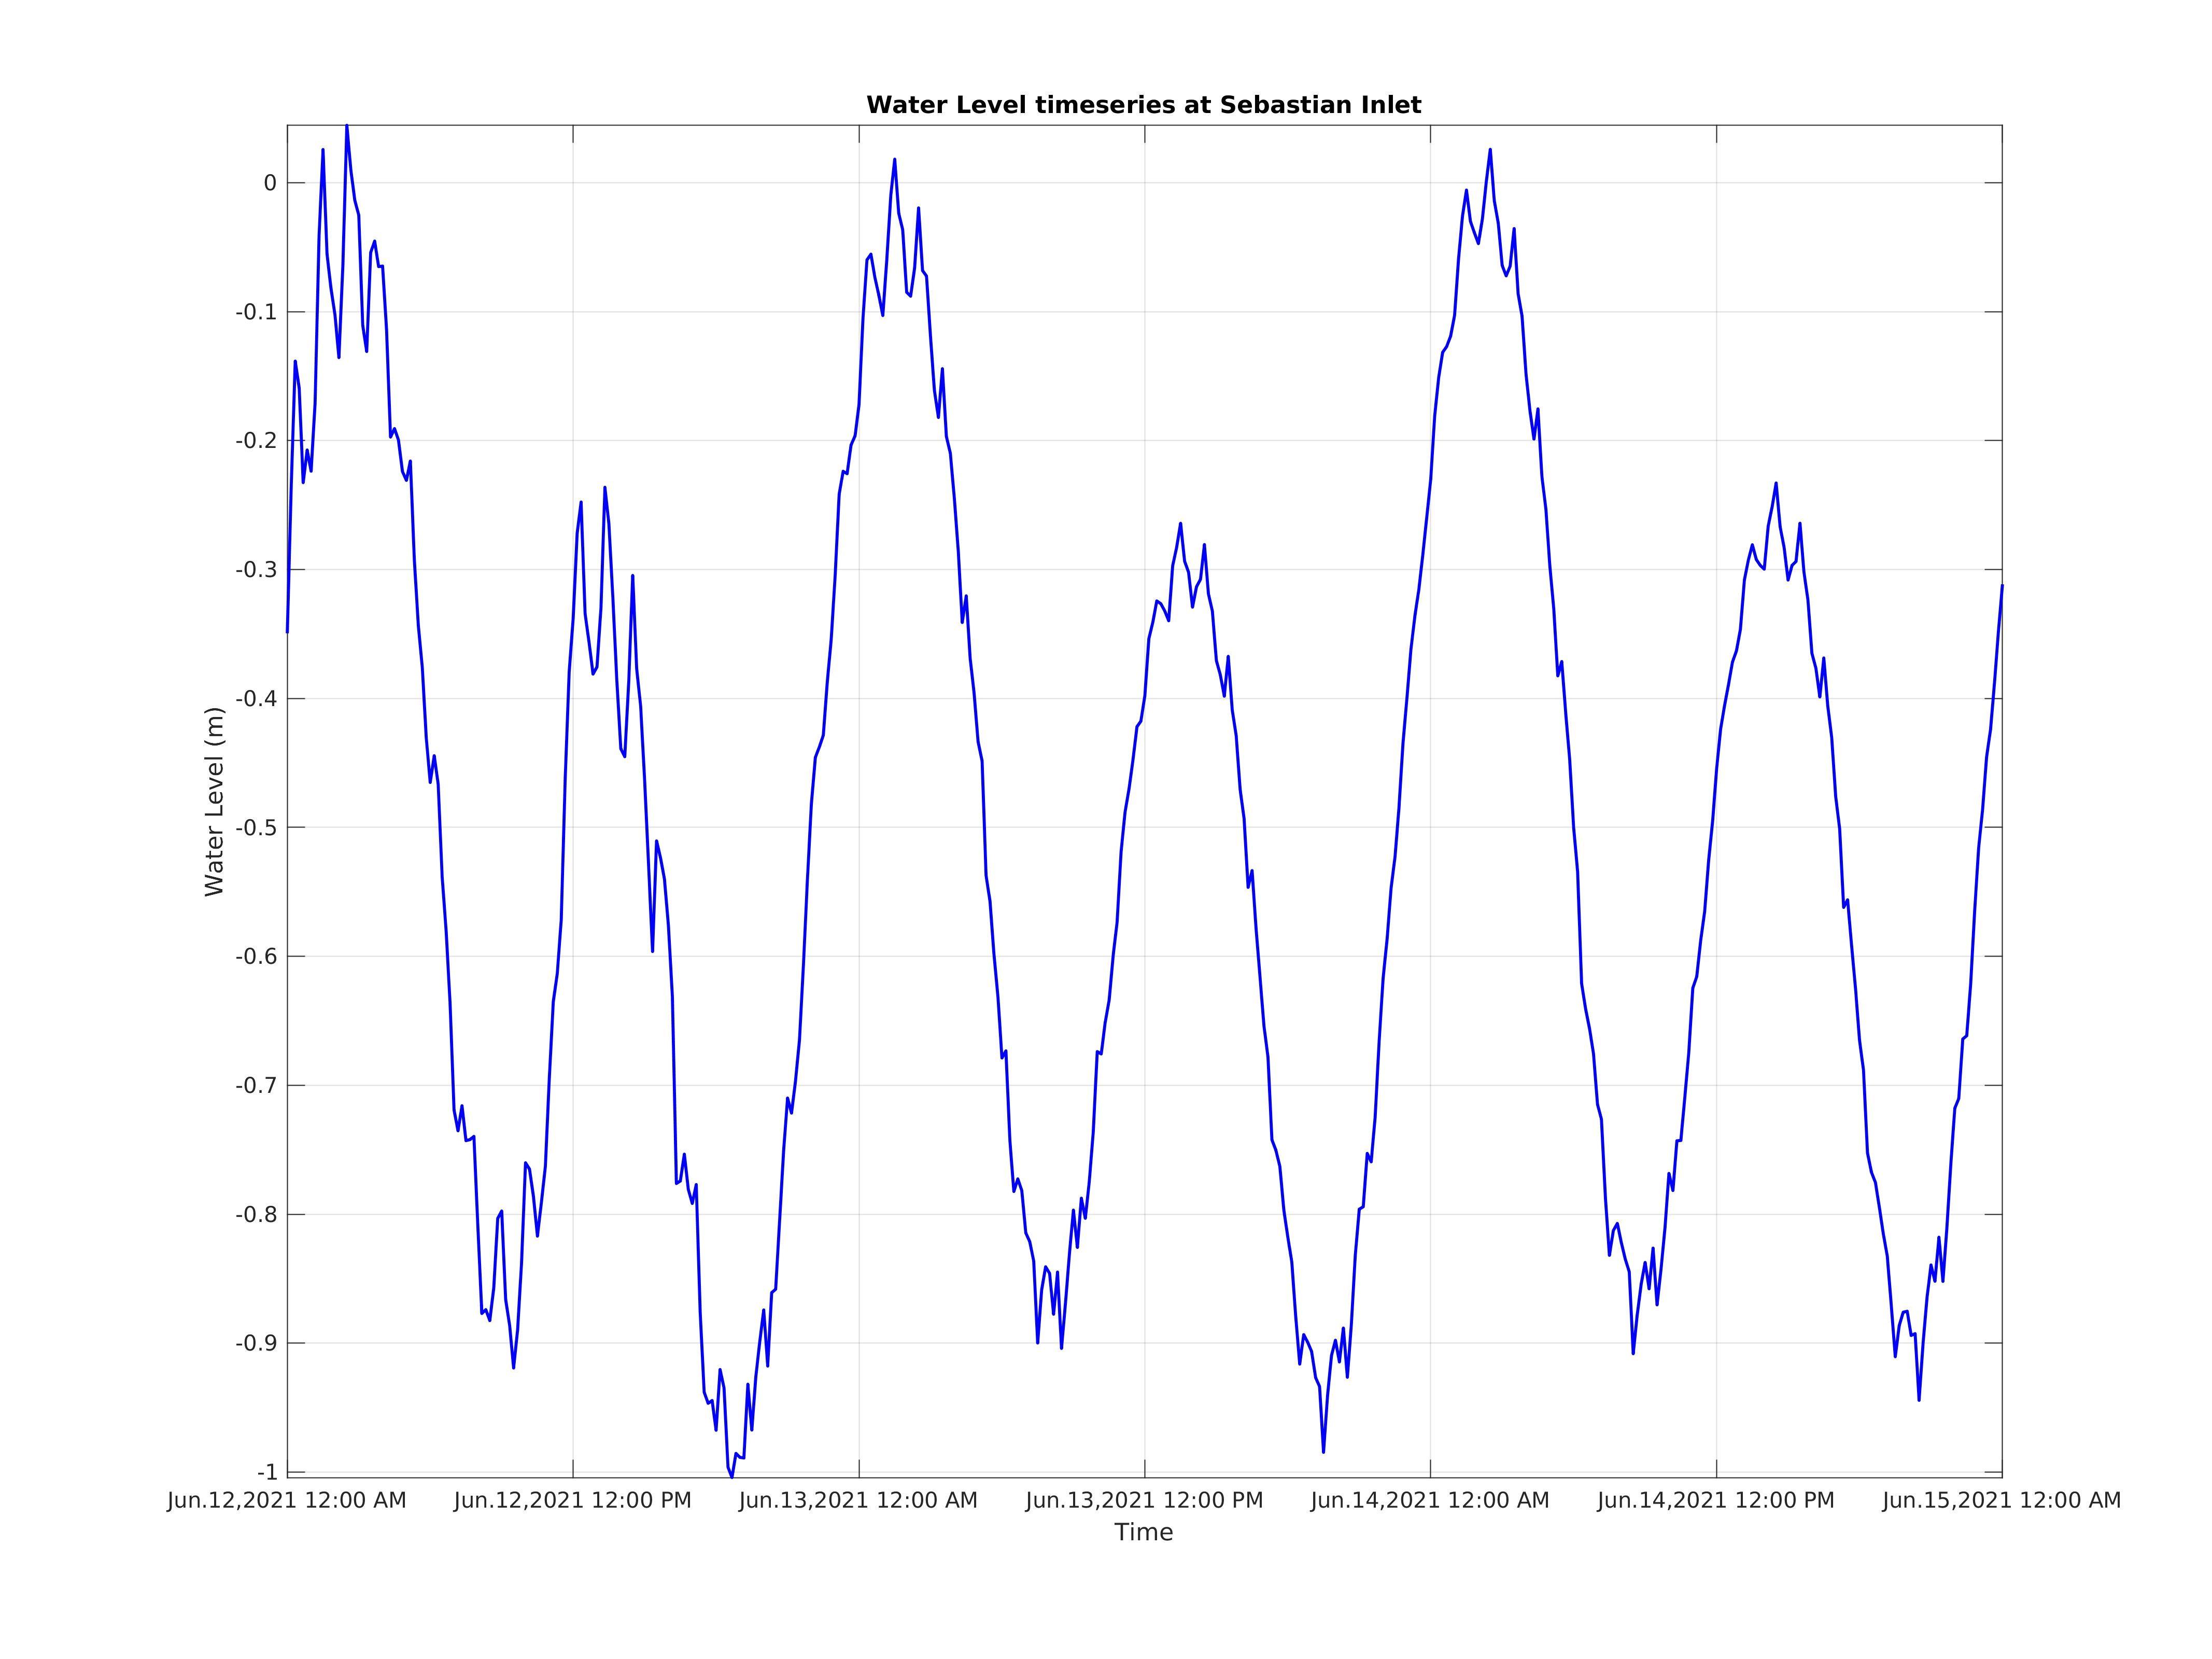 Water Level timeseries at Sebastian Inlet
0
-0.1
-0.2
-0.3
-0.4
-0.5
-0.6
-0.7
-0.8
-0.9
-1
Water Level (m)
Jun.12,2021 12:00 AM
Jun.12,2021 12:00 PM
Jun.13,2021 12:00 AM
Jun.13,2021 12:00 PM
Jun.14,2021 12:00 AM
Jun.14,2021 12:00 PM
Jun.15,2021 12:00 AM
Time